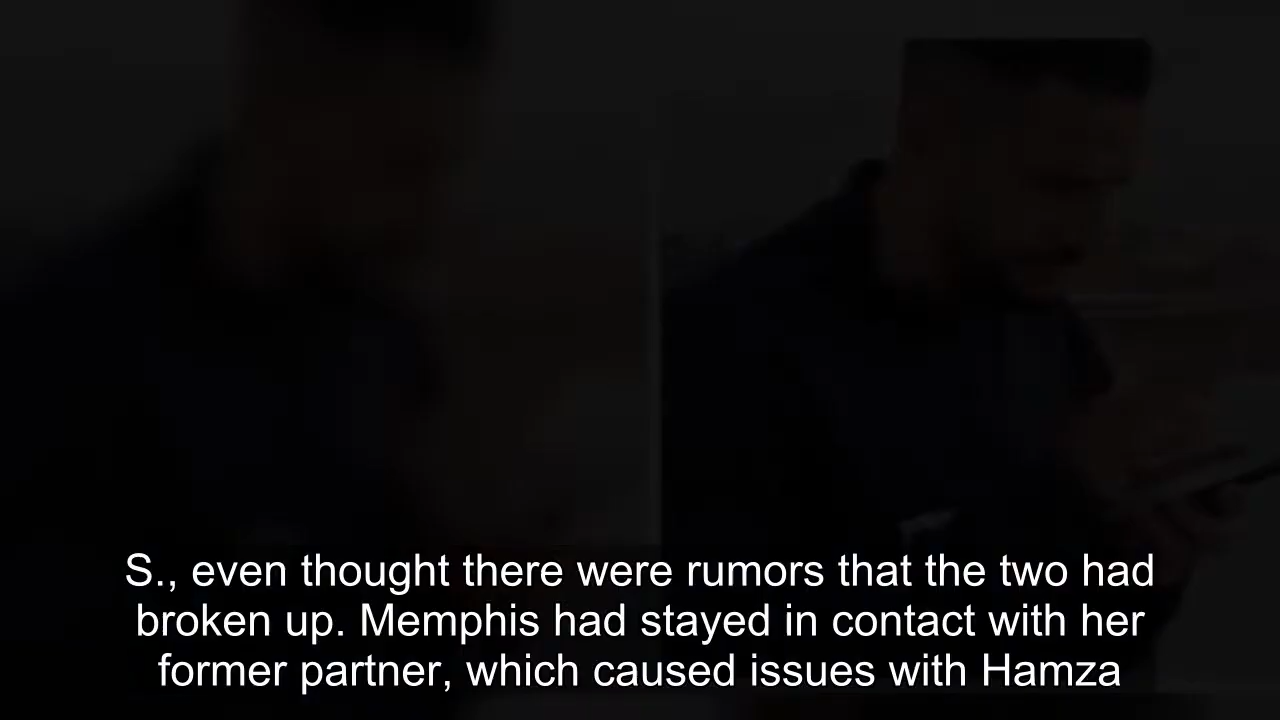 S., even thought there were rumors that the two had
broken up. Memphis had stayed in contact with her
former partner, which caused issues with Hamza